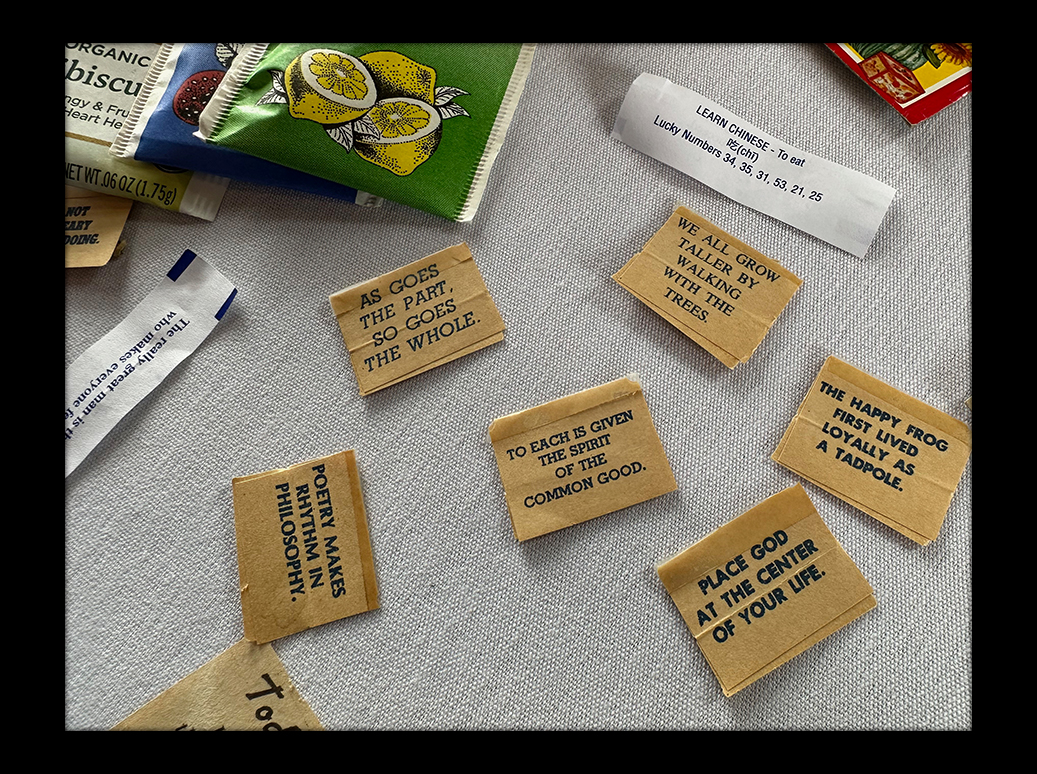 ORGANIC
ibiscu
ngy & Fru
Heart He
NET WT .06 OZ (1.75g)
NOT
DOING.
LEARN CHINESE - To eat
吃(chī)
Lucky Numbers 34, 35, 31, 53, 21, 25
The really great man is th
who makes everyone fe
AS GOES
THE PART,
SO GOES
THE WHOLE.
WE ALL GROW
TALLER BY
WALKING
WITH THE
TREES.
TO EACH IS GIVEN
THE SPIRIT
OF THE
COMMON GOOD.
THE HAPPY FROG
FIRST LIVED
LOYALLY AS
A TADPOLE.
POETRY MAKES
RHYTHM IN
PHILOSOPHY.
PLACE GOD
AT THE CENTER
OF YOUR LIFE.
Tod